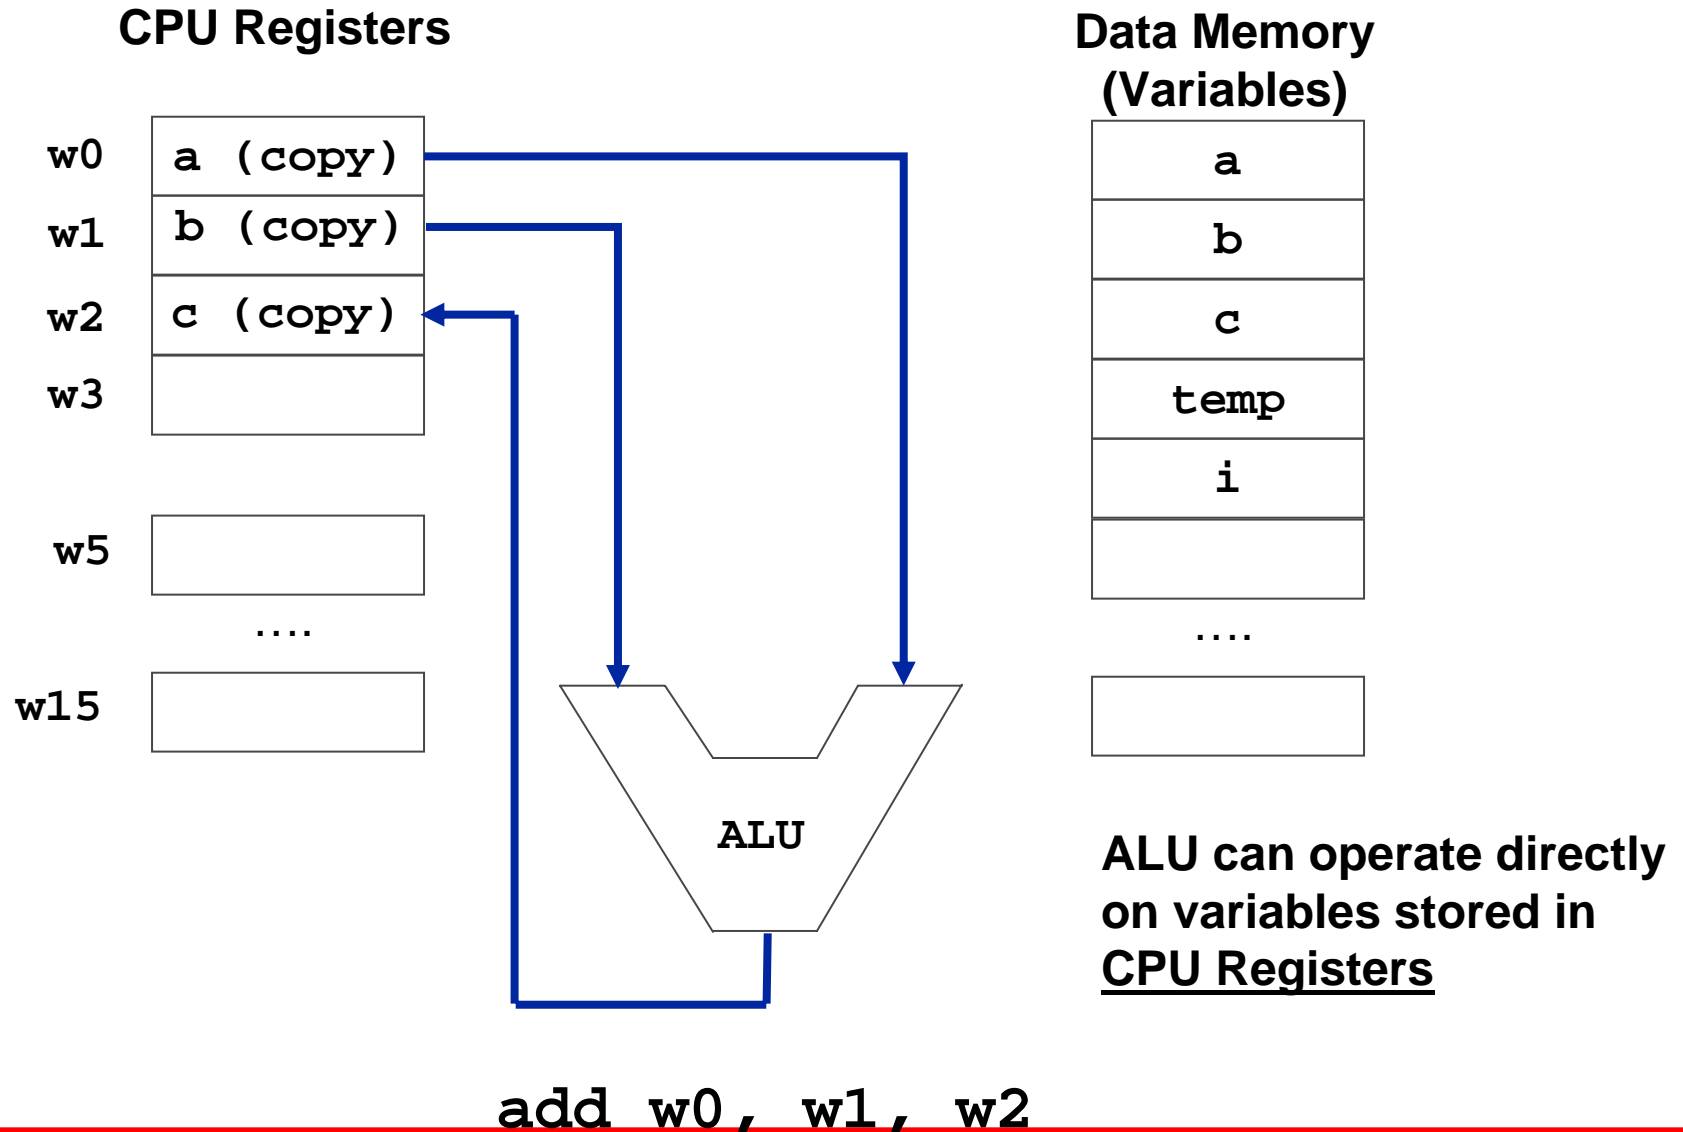 CPU Registers
Data Memory
(Variables)
w0
a (copy)
w1
b (copy)
w2
c (copy)
w3
w5
....
w15
a
b
c
temp
i
....
ALU
ALU can operate directly
on variables stored in
CPU Registers
add w0, w1, w2